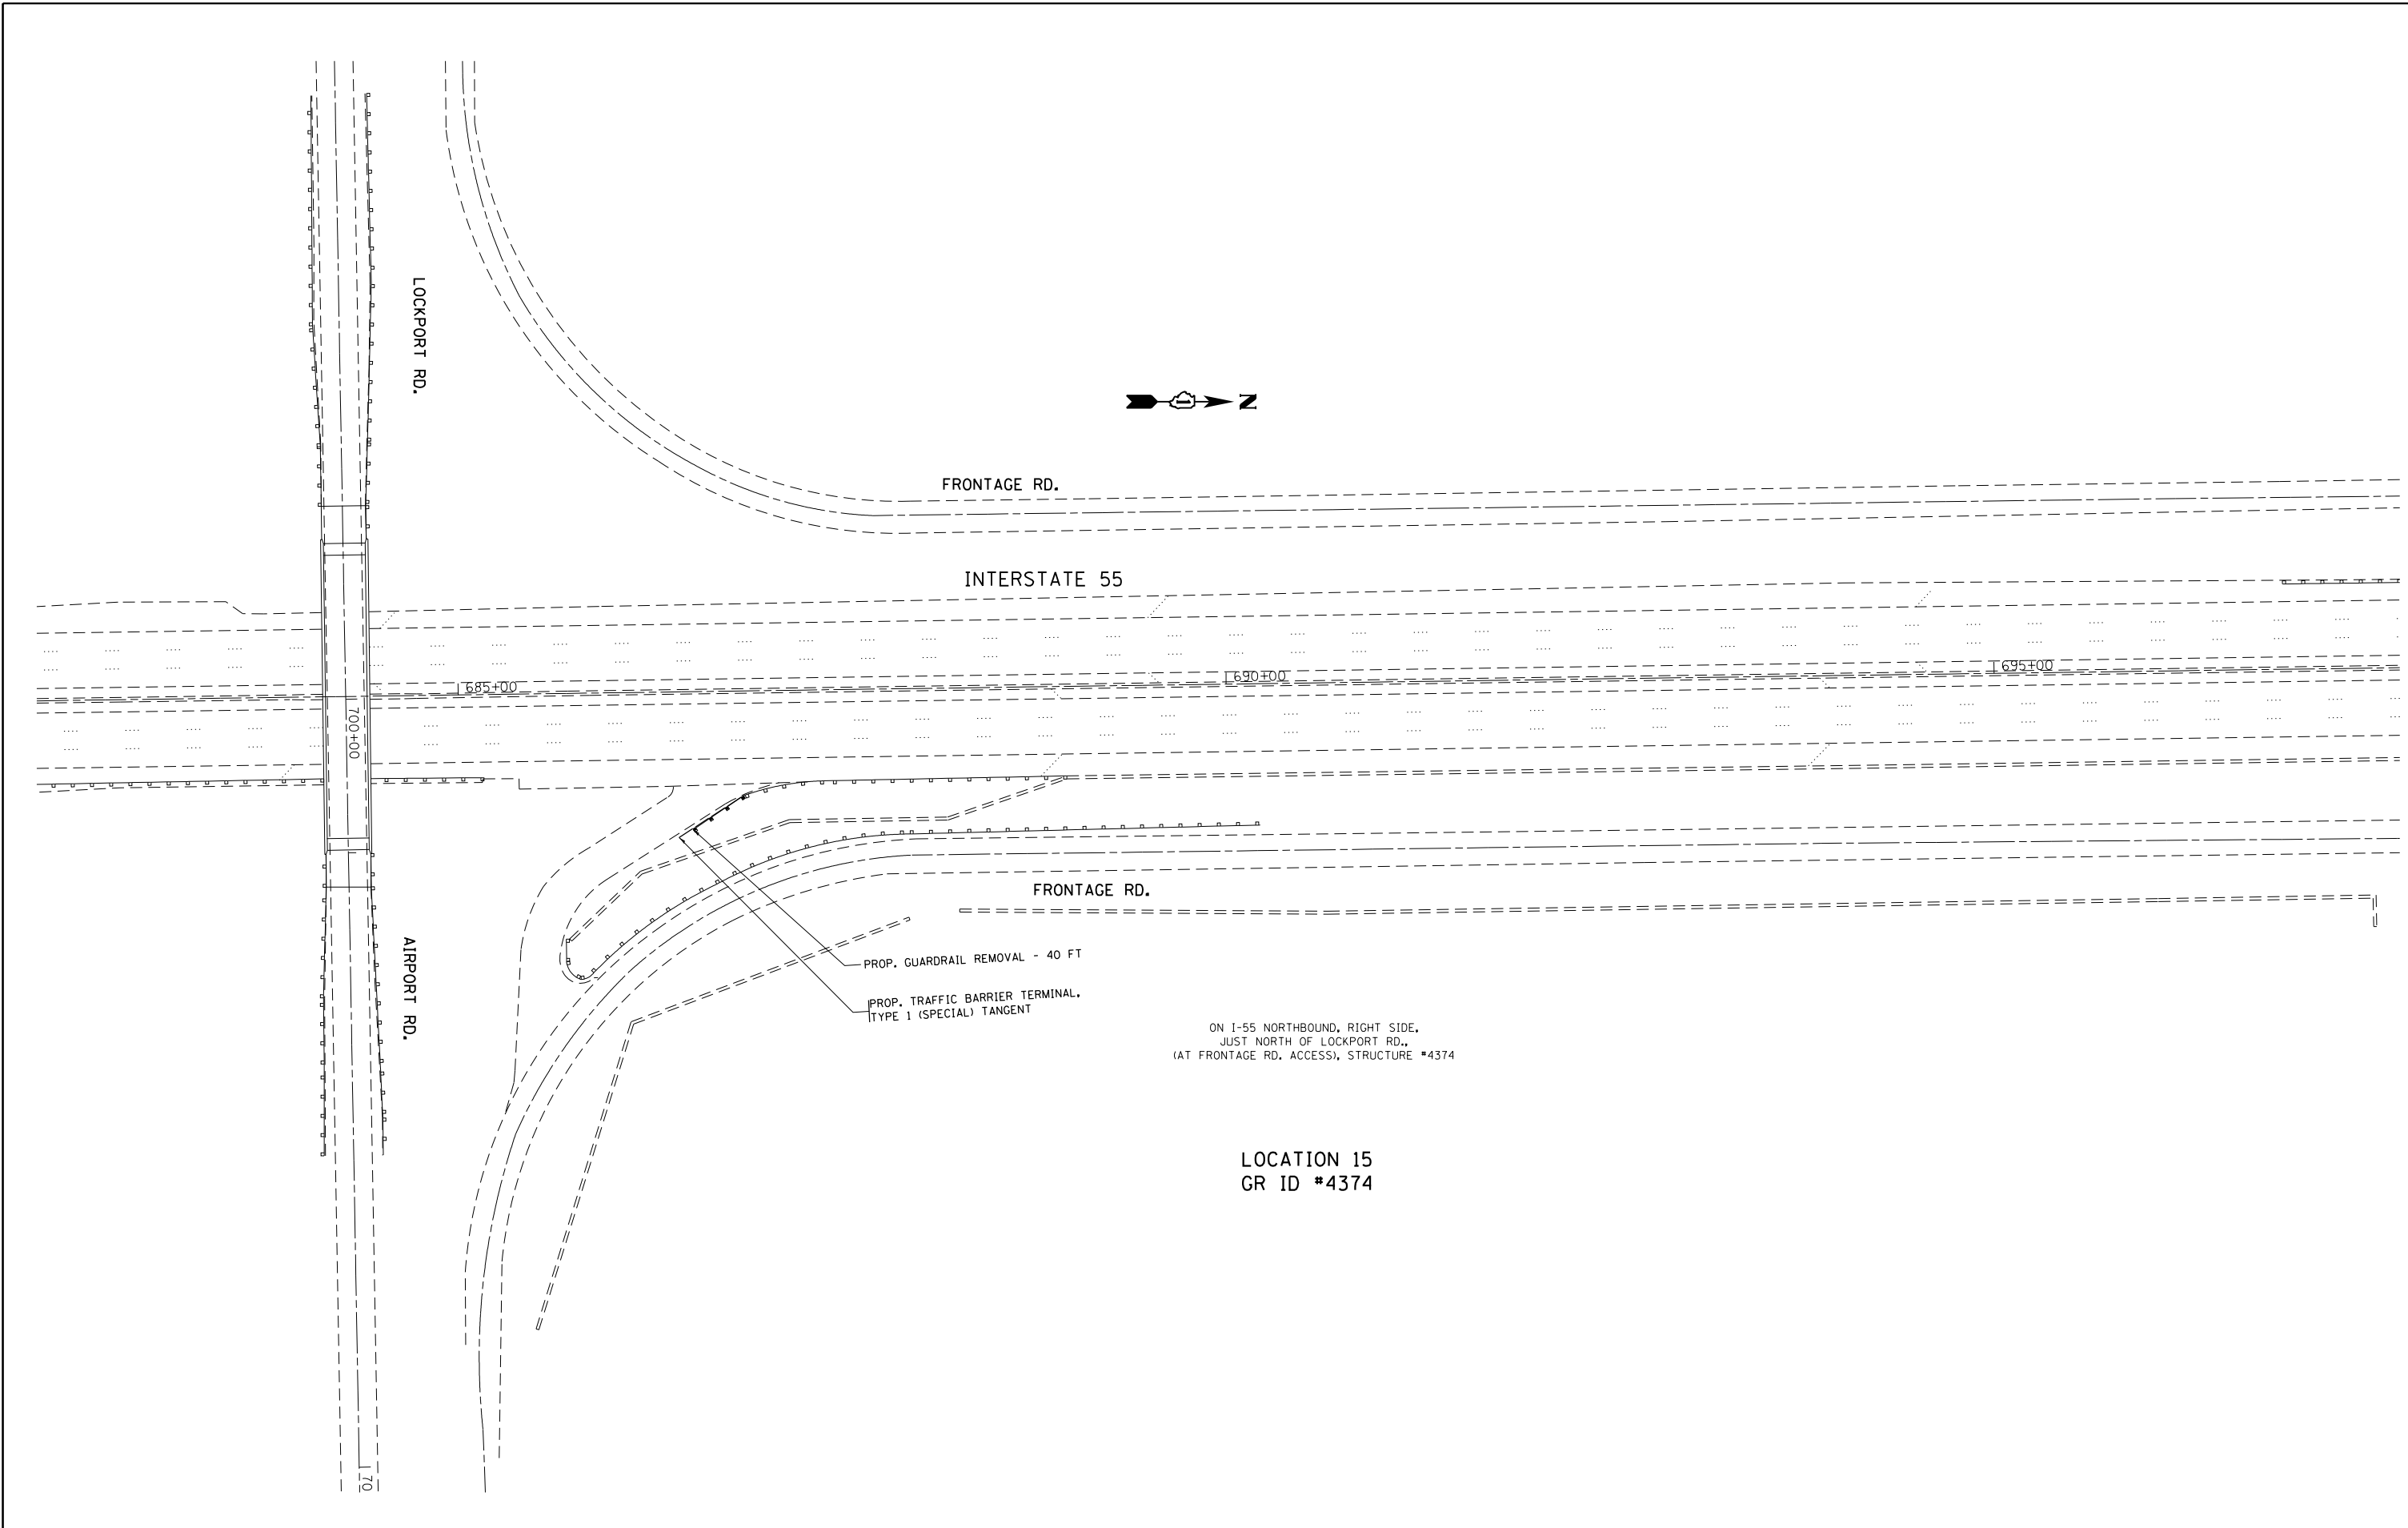 LOCKPORT RD.
N
FRONTAGE RD.
INTERSTATE 55
685+00
690+00
695+00
700+00
FRONTAGE RD.
AIRPORT RD.
PROP. GUARDRAIL REMOVAL - 40 FT
PROP. TRAFFIC BARRIER TERMINAL,
TYPE 1 (SPECIAL) TANGENT
ON I-55 NORTHBOUND, RIGHT SIDE,
JUST NORTH OF LOCKPORT RD.,
(AT FRONTAGE RD. ACCESS), STRUCTURE #4374
LOCATION 15
GR ID #4374
70